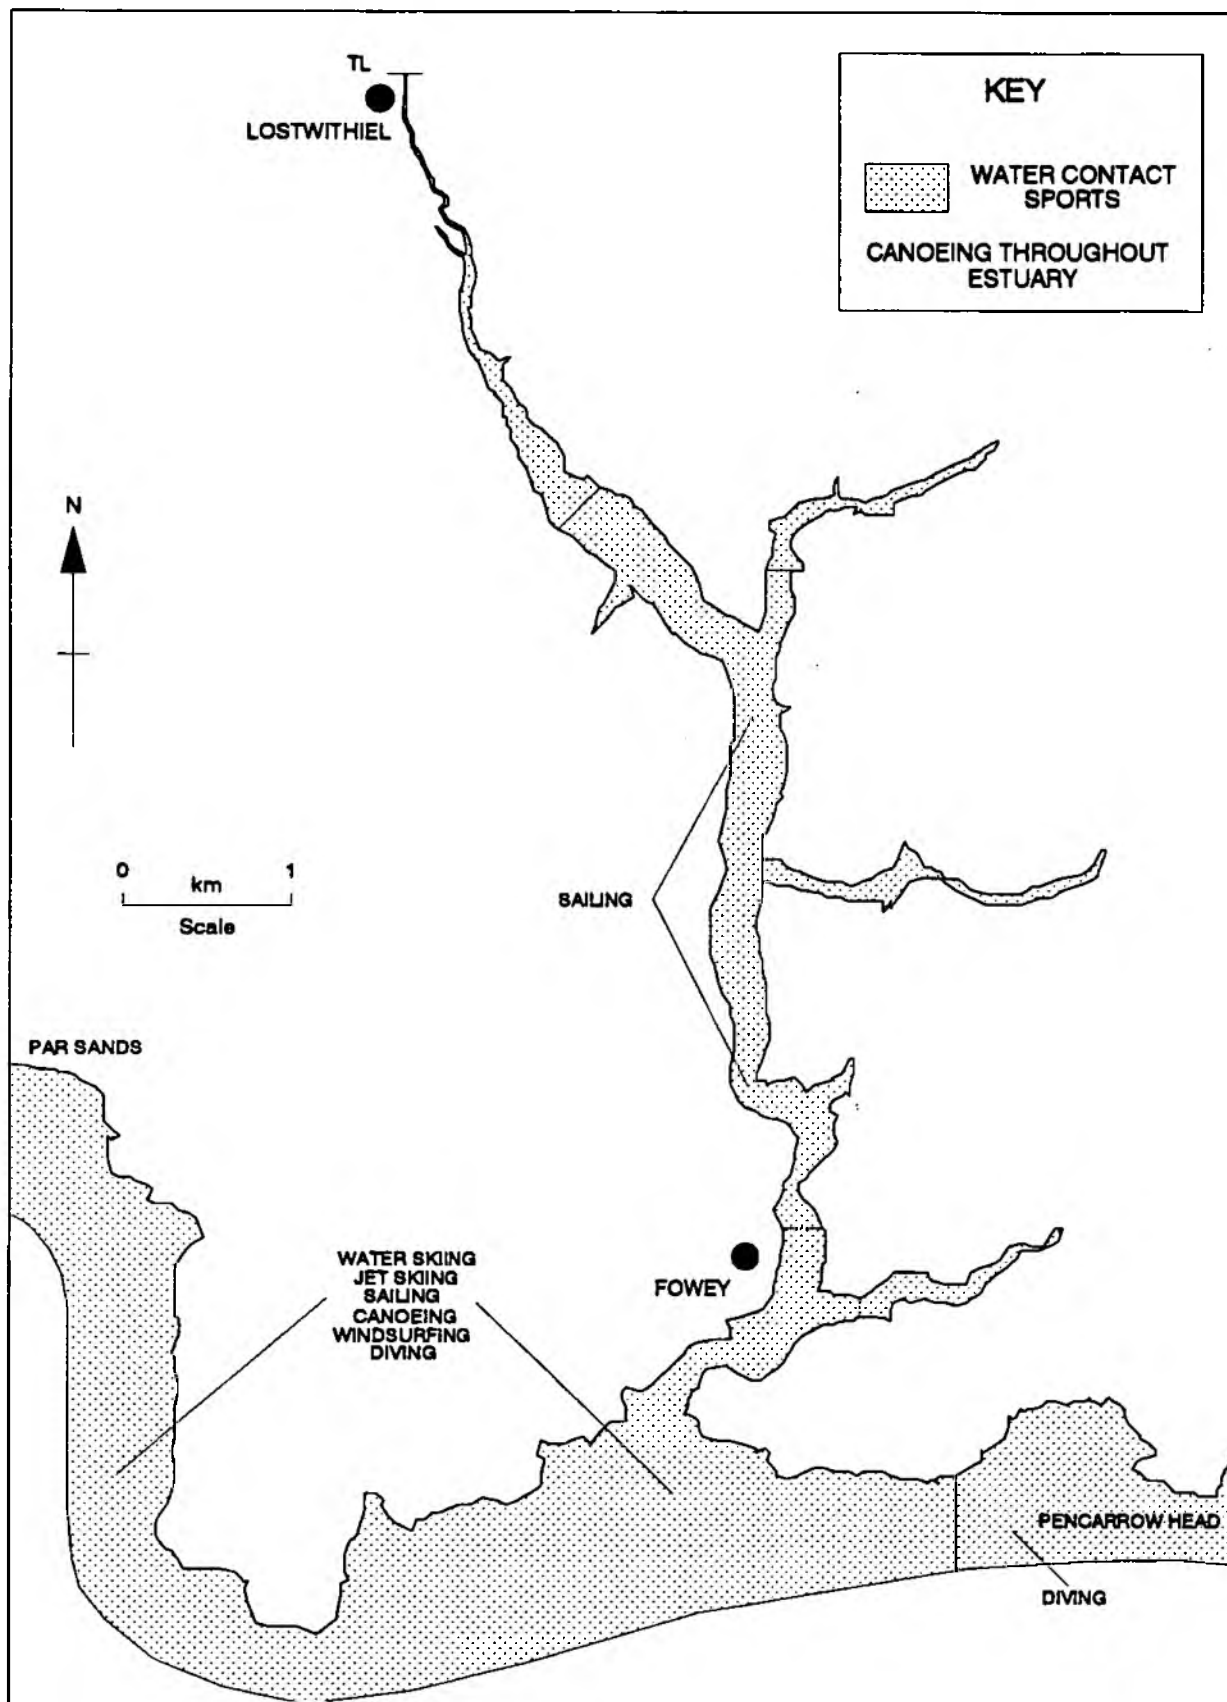 TL
LOSTWITHIEL
KEY
WATER CONTACT
SPORTS
CANOEING THROUGHOUT
ESTUARY
N
0 1
km
Scale
SAILING
PAR SANDS
WATER SKIING
JET SKIING
SAILING
CANOEING
WINDSURFING
DIVING
FOWEY
PENCARROW HEAD
DIVING